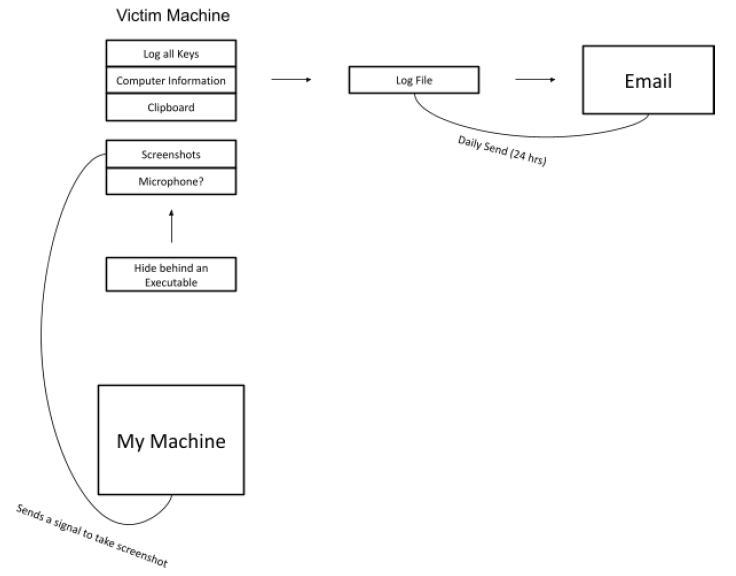 Victim Machine
Log all Keys
Computer Information
Clipboard
Log File
Email
Daily Send (24 hrs)
Screenshots
Microphone?
Hide behind an
Executable
My Machine
Sends a signal to take screenshot